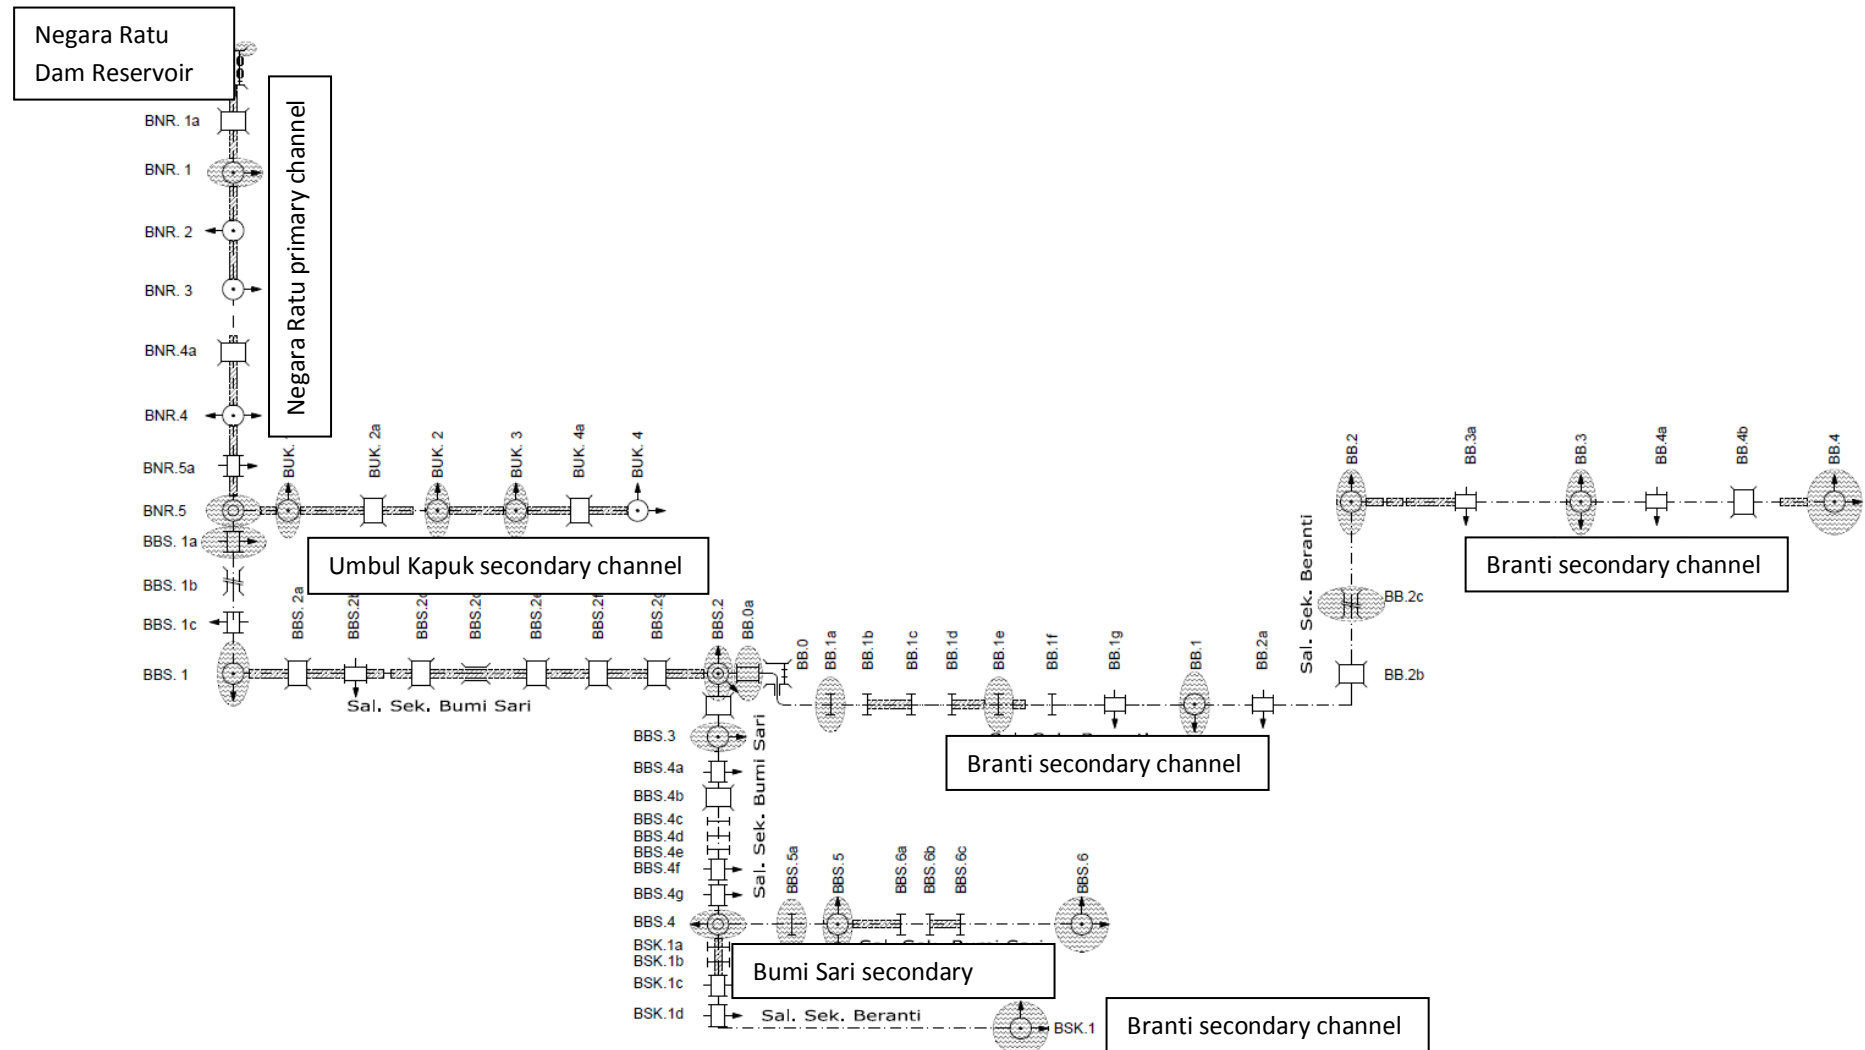 Negara Ratu
Dam Reservoir
Negara Ratu primary channel
BNR. 1a
BNR. 1
BNR. 2
BNR. 3
BNR.4a
BNR.4
BNR.5a
BNR.5
BBS. 1a
BBS. 1b
BBS. 1c
BBS. 1
BUK.
BUK. 2a
BUK. 2
BUK. 3
BUK. 4a
BUK. 4
Umbul Kapuk secondary channel
BBS. 2a
BBS.2
BB.0a
BB.0
BB.1a
BB.1b
BB.1c
BB.1d
BB.1e
BB.1f
BB.1g
BB.1
BB.2a
Sal. Sek. Beranti
BB.2b
BB.2c
BB.2
BB.3a
BB.3
BB.4a
BB.4b
BB.4
Branti secondary channel
Sal. Sek. Bumi Sari
Branti secondary channel
BBS.3
BBS.4a
BBS.4b
BBS.4c
BBS.4d
BBS.4e
BBS.4f
BBS.4g
BBS.4
Sal. Sek. Bumi Sari
BBS.5a
BBS.5
BBS.6a
BBS.6b
BBS.6c
BBS.6
BSK.1a
BSK.1b
BSK.1c
BSK.1d
Bumi Sari secondary
Sal. Sek. Beranti
BSK.1
Branti secondary channel